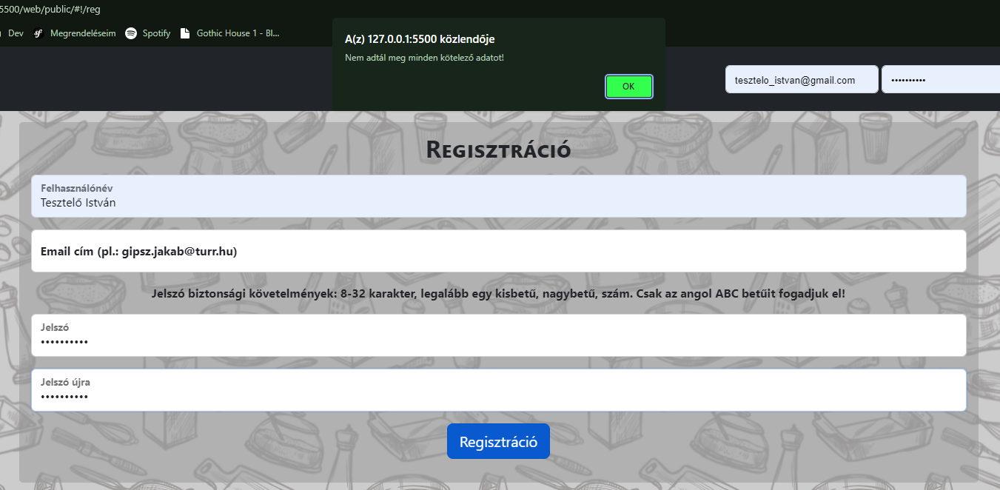 5500/web/public/#!/reg
Dev Megrendeléseim Spotify Gothic House 1 - Bl...
A(z) 127.0.0.1:5500 közlendője
Nem adtál meg minden kötelező adatot!
OK
tesztelo_istvan@gmail.com ••••••••••
Regisztráció
Felhasználónév
Tesztelő István
Email cím (pl.: gipsz.jakab@turr.hu)
Jelszó biztonsági követelmények: 8-32 karakter, legalább egy kisbetű, nagybetű, szám. Csak az angol ABC betűit fogadjuk el!
Jelszó
••••••••••
Jelszó újra
••••••••••
Regisztráció